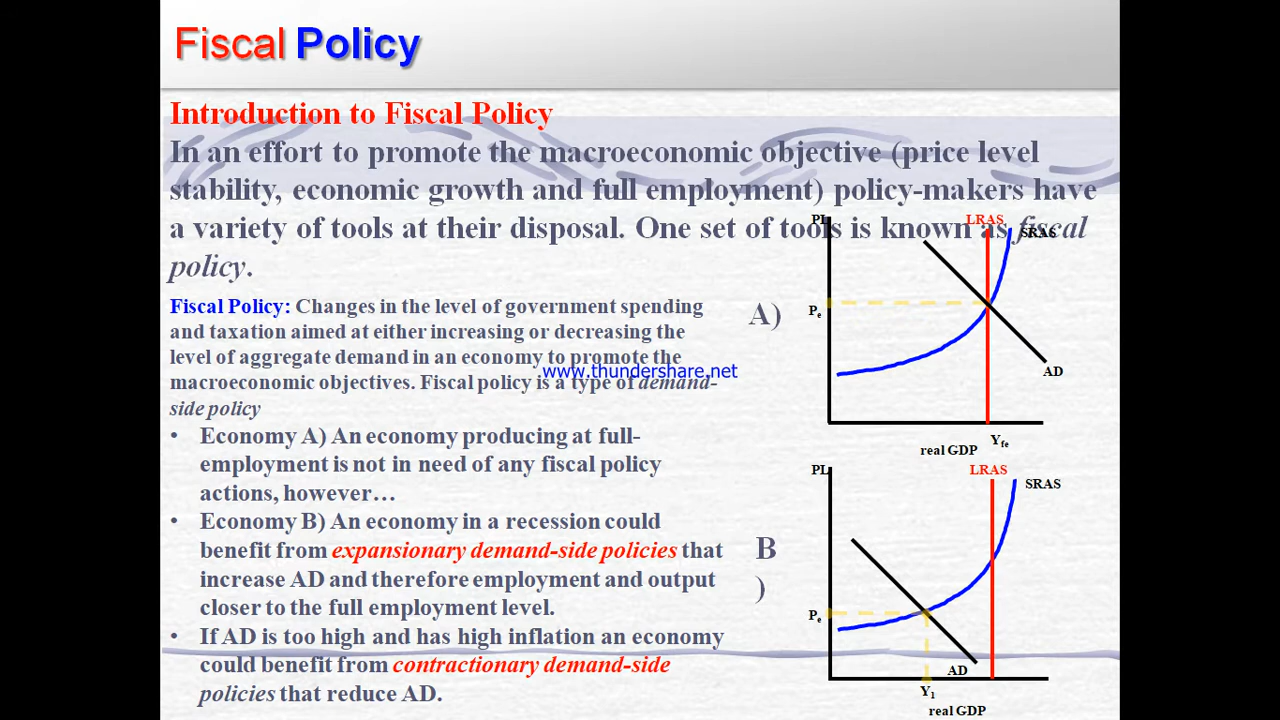 Fiscal Policy
Introduction to Fiscal Policy
In an effort to promote the macroeconomic objective (price level
stability, economic growth and full employment) policy-makers have
a variety of tools at their disposal. One set of tools is known as fiscal
policy.
Fiscal Policy: Changes in the level of government spending
and taxation aimed at either increasing or decreasing the
level of aggregate demand in an economy to promote the
macroeconomic objectives. Fiscal policy is a type of demand-
side policy
www.thundershare.net
• Economy A) An economy producing at full-
employment is not in need of any fiscal policy
actions, however…
• Economy B) An economy in a recession could
benefit from expansionary demand-side policies that
increase AD and therefore employment and output
closer to the full employment level.
• If AD is too high and has high inflation an economy
could benefit from contractionary demand-side
policies that reduce AD.
A)
PL
LRAS
SRAS
Pe
AD
Yfe
real GDP
B
)
PL
LRAS
SRAS
Pe
AD
Y1
real GDP